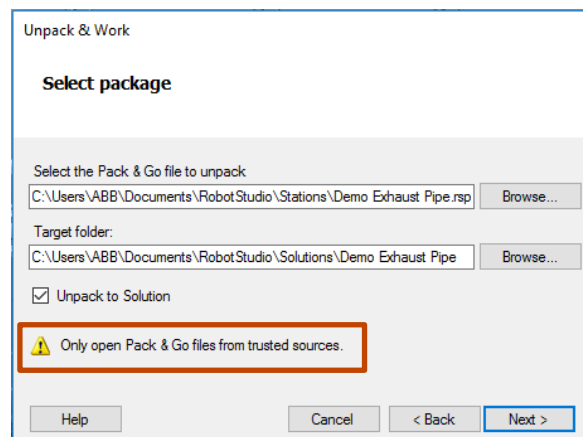 Unpack & Work
Select package
Select the Pack & Go file to unpack
C:\Users\ABB\Documents\RobotStudio\Stations\Demo Exhaust Pipe.rsp
Browse...
Target folder:
C:\Users\ABB\Documents\RobotStudio\Solutions\Demo Exhaust Pipe
Browse...
Unpack to Solution
Only open Pack & Go files from trusted sources.
Help
Cancel
< Back
Next >